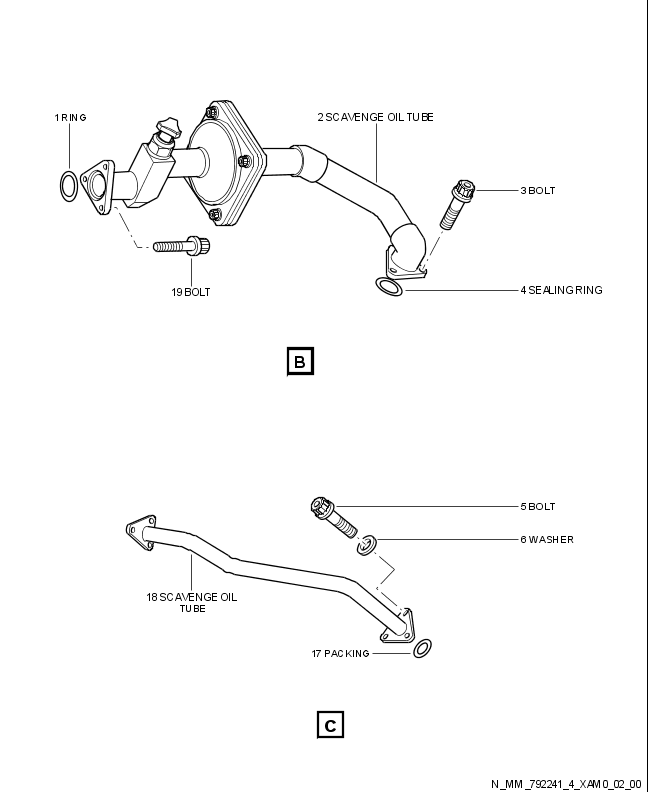 1 RING
2 SCAVENGE OIL TUBE
3 BOLT
19 BOLT
4 SEALING RING
B
5 BOLT
6 WASHER
18 SCAVENGE OIL
TUBE
17 PACKING
C
N_MM_792241_4_XAM0_02_00